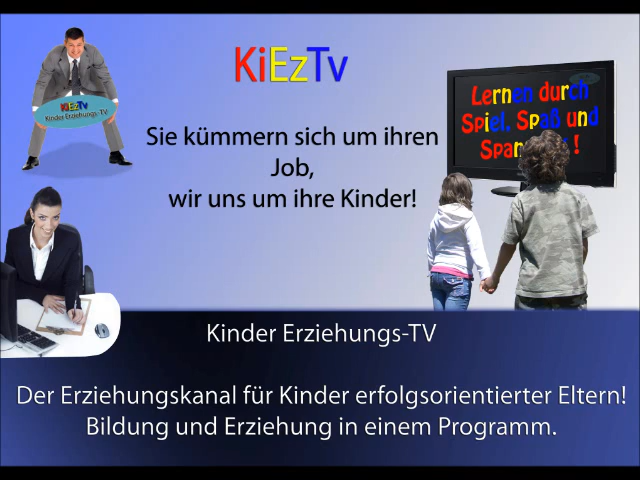 KiEzTv
KiEzTv
Kinder Erziehungs-TV
Sie kümmern sich um ihren
Job,
wir uns um ihre Kinder!
Lernen durch
Spiel, Spaß und
!
Kinder Erziehungs-TV
Der Erziehungskanal für Kinder erfolgsorientierter Eltern!
Bildung und Erziehung in einem Programm.